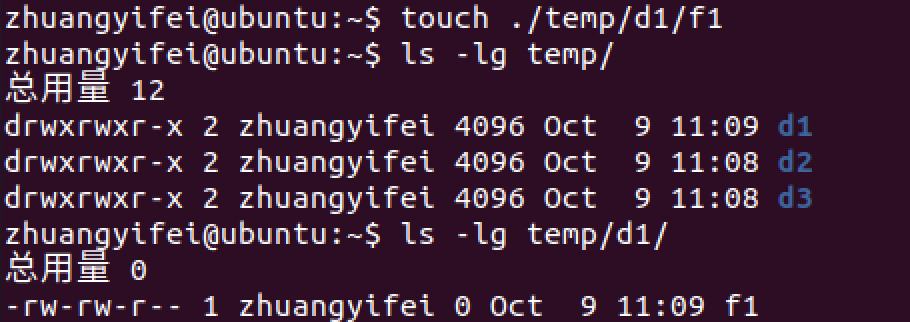 zhuangyifei@ubuntu:~$ touch ./temp/d1/f1
zhuangyifei@ubuntu:~$ ls -lg temp/
总用量 12
drwxrwxr-x 2 zhuangyifei 4096 Oct  9 11:09 d1
drwxrwxr-x 2 zhuangyifei 4096 Oct  9 11:08 d2
drwxrwxr-x 2 zhuangyifei 4096 Oct  9 11:08 d3
zhuangyifei@ubuntu:~$ ls -lg temp/d1/
总用量 0
-rw-rw-r-- 1 zhuangyifei 0 Oct  9 11:09 f1